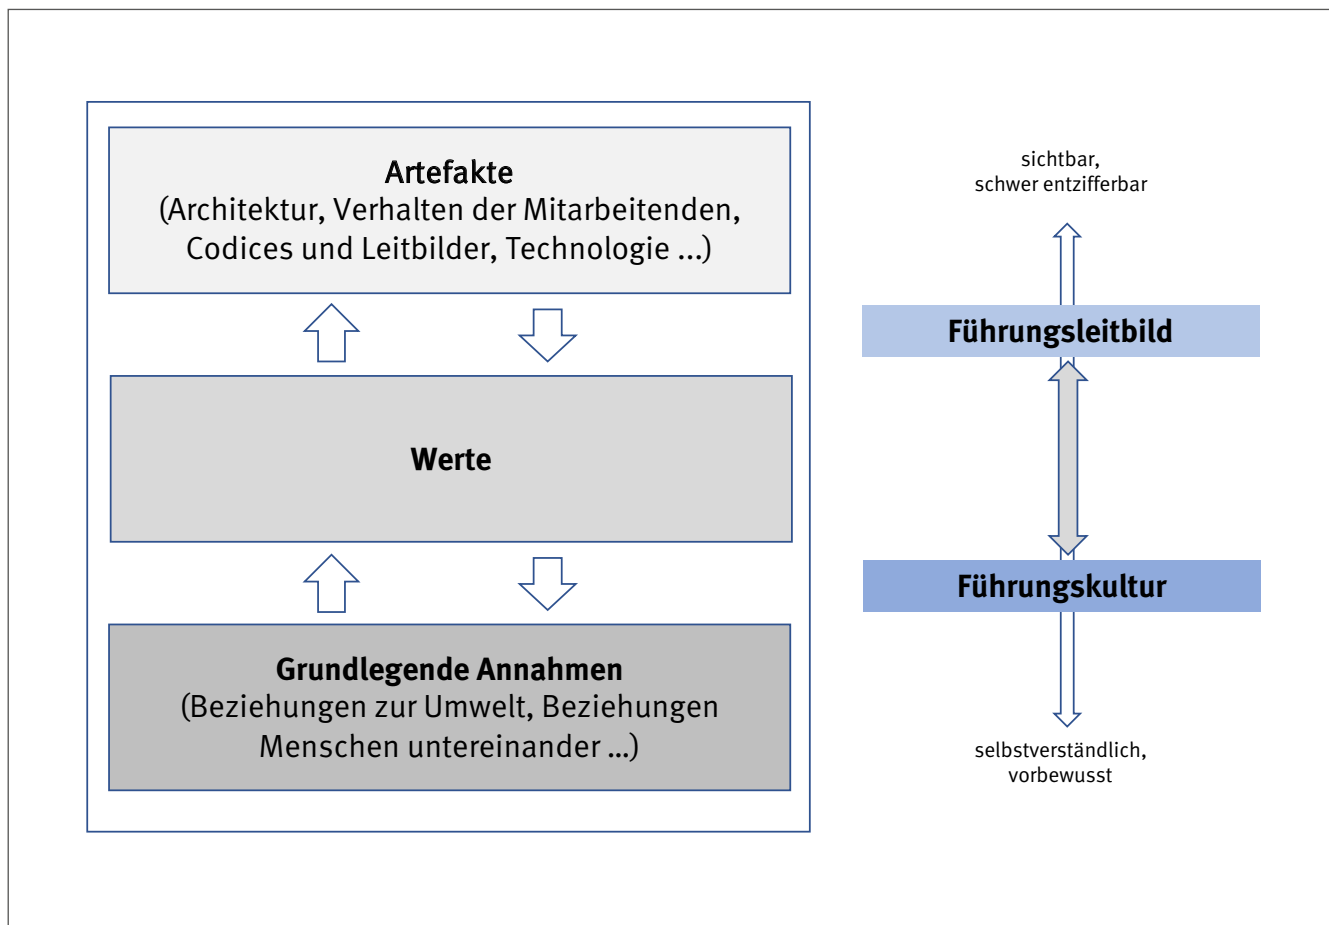 Artefakte
(Architektur, Verhalten der Mitarbeitenden,
Codices und Leitbilder, Technologie ...)
Werte
Grundlegende Annahmen
(Beziehungen zur Umwelt, Beziehungen
Menschen untereinander ...)
sichtbar,
schwer entzifferbar
Führungsleitbild
Führungskultur
selbstverständlich,
vorbewusst